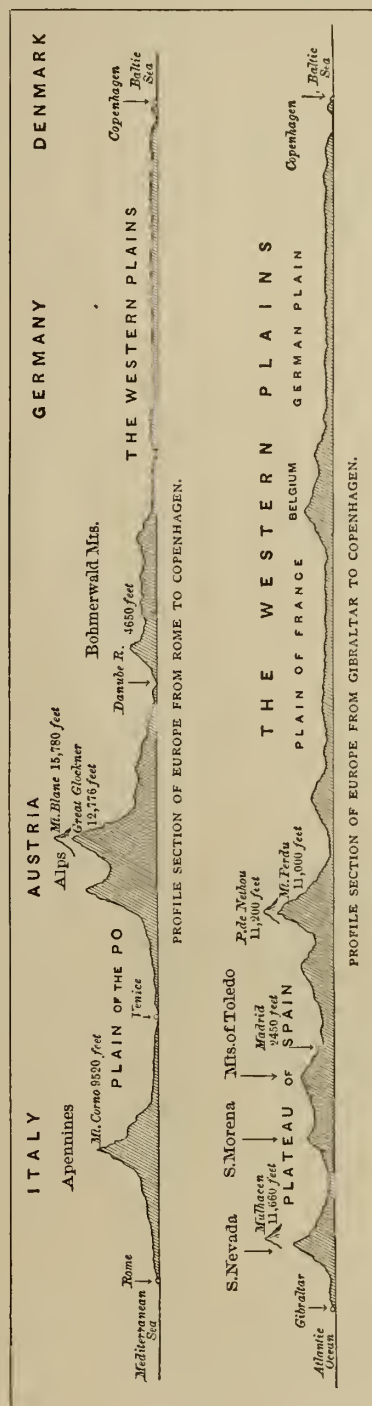 ITALY AUSTRIA GERMANY DENMARK
Apennines
Alps
Mt. Blanc 15,780 feet
Great Glockner
12,776 feet
Mt. Corno 9520 feet
PLAIN OF THE PO
Bohmerwald Mts.
4650 feet
THE WESTERN PLAINS
Mediterranean
Sea
Rome
Venice
Danube R.
Copenhagen
Baltic
Sea
PROFILE SECTION OF EUROPE FROM ROME TO COPENHAGEN.
S. Nevada
S. Morena
Mts. of Toledo
Mulhacen
11,660 feet
PLATEAU OF SPAIN
Madrid
2450 feet
P. de Nethou
11,200 feet
Mt. Perdu
11,000 feet
THE WESTERN PLAINS
PLAIN OF FRANCE
BELGIUM
GERMAN PLAIN
Atlantic
Ocean
Gibraltar
Copenhagen
Baltic
Sea
PROFILE SECTION OF EUROPE FROM GIBRALTAR TO COPENHAGEN.